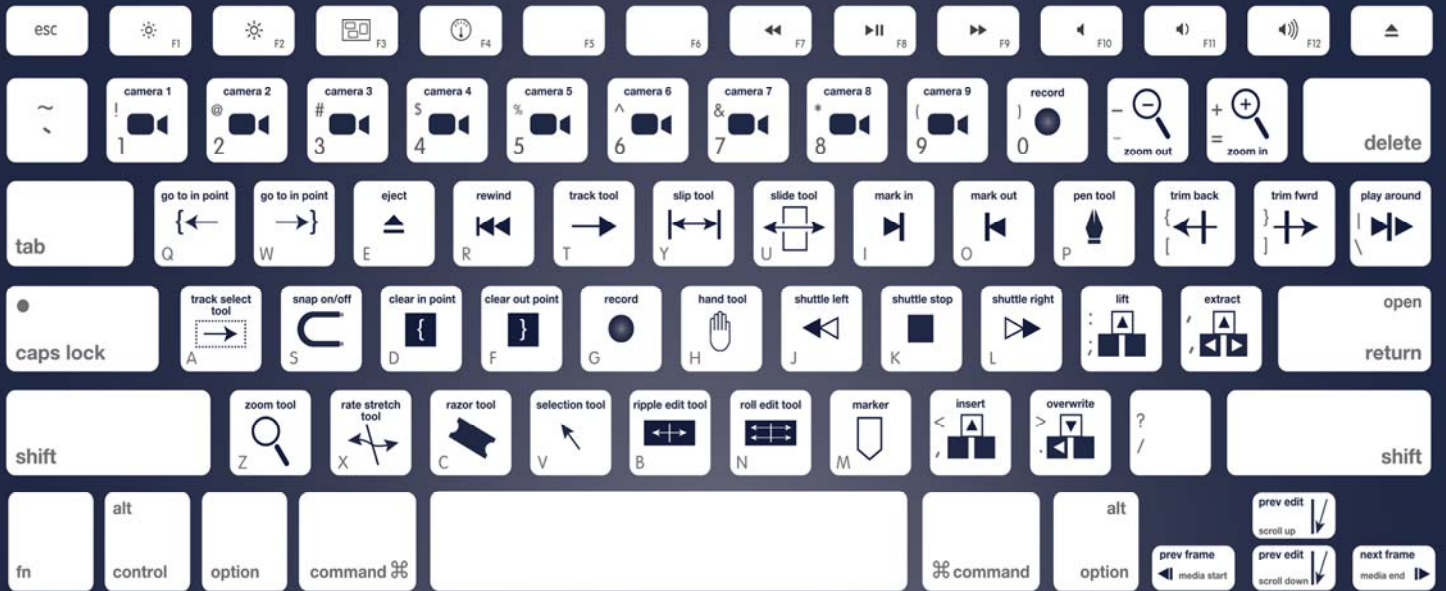 esc F1 F2 F3 F4 F5 F6 F7 F8 F9 F10 F11 F12
~
`
camera 1
!
1
camera 2
@
2
camera 3
#
3
camera 4
$
4
camera 5
%
5
camera 6
^
6
camera 7
&
7
camera 8
*
8
camera 9
(
9
record
)
0
-
_
zoom out
+
=
zoom in
delete
tab
go to in point
{
Q
go to in point
}
W
eject
E
rewind
R
track tool
T
slip tool
Y
slide tool
U
mark in
I
mark out
O
pen tool
P
trim back
{
[
trim fwrd
}
]
play around
|
\
caps lock
track select
tool
A
snap on/off
S
clear in point
{
D
clear out point
}
F
record
G
hand tool
H
shuttle left
J
shuttle stop
K
shuttle right
L
lift
:
;
extract
'
,
open
return
shift
zoom tool
Z
rate stretch
tool
X
razor tool
C
selection tool
V
ripple edit tool
B
roll edit tool
N
marker
M
insert
<
,
overwrite
>
.
?
/
shift
fn
alt
control
option
command ⌘
⌘ command
alt
option
prev frame
media start
prev edit
scroll up
prev edit
scroll down
next frame
media end